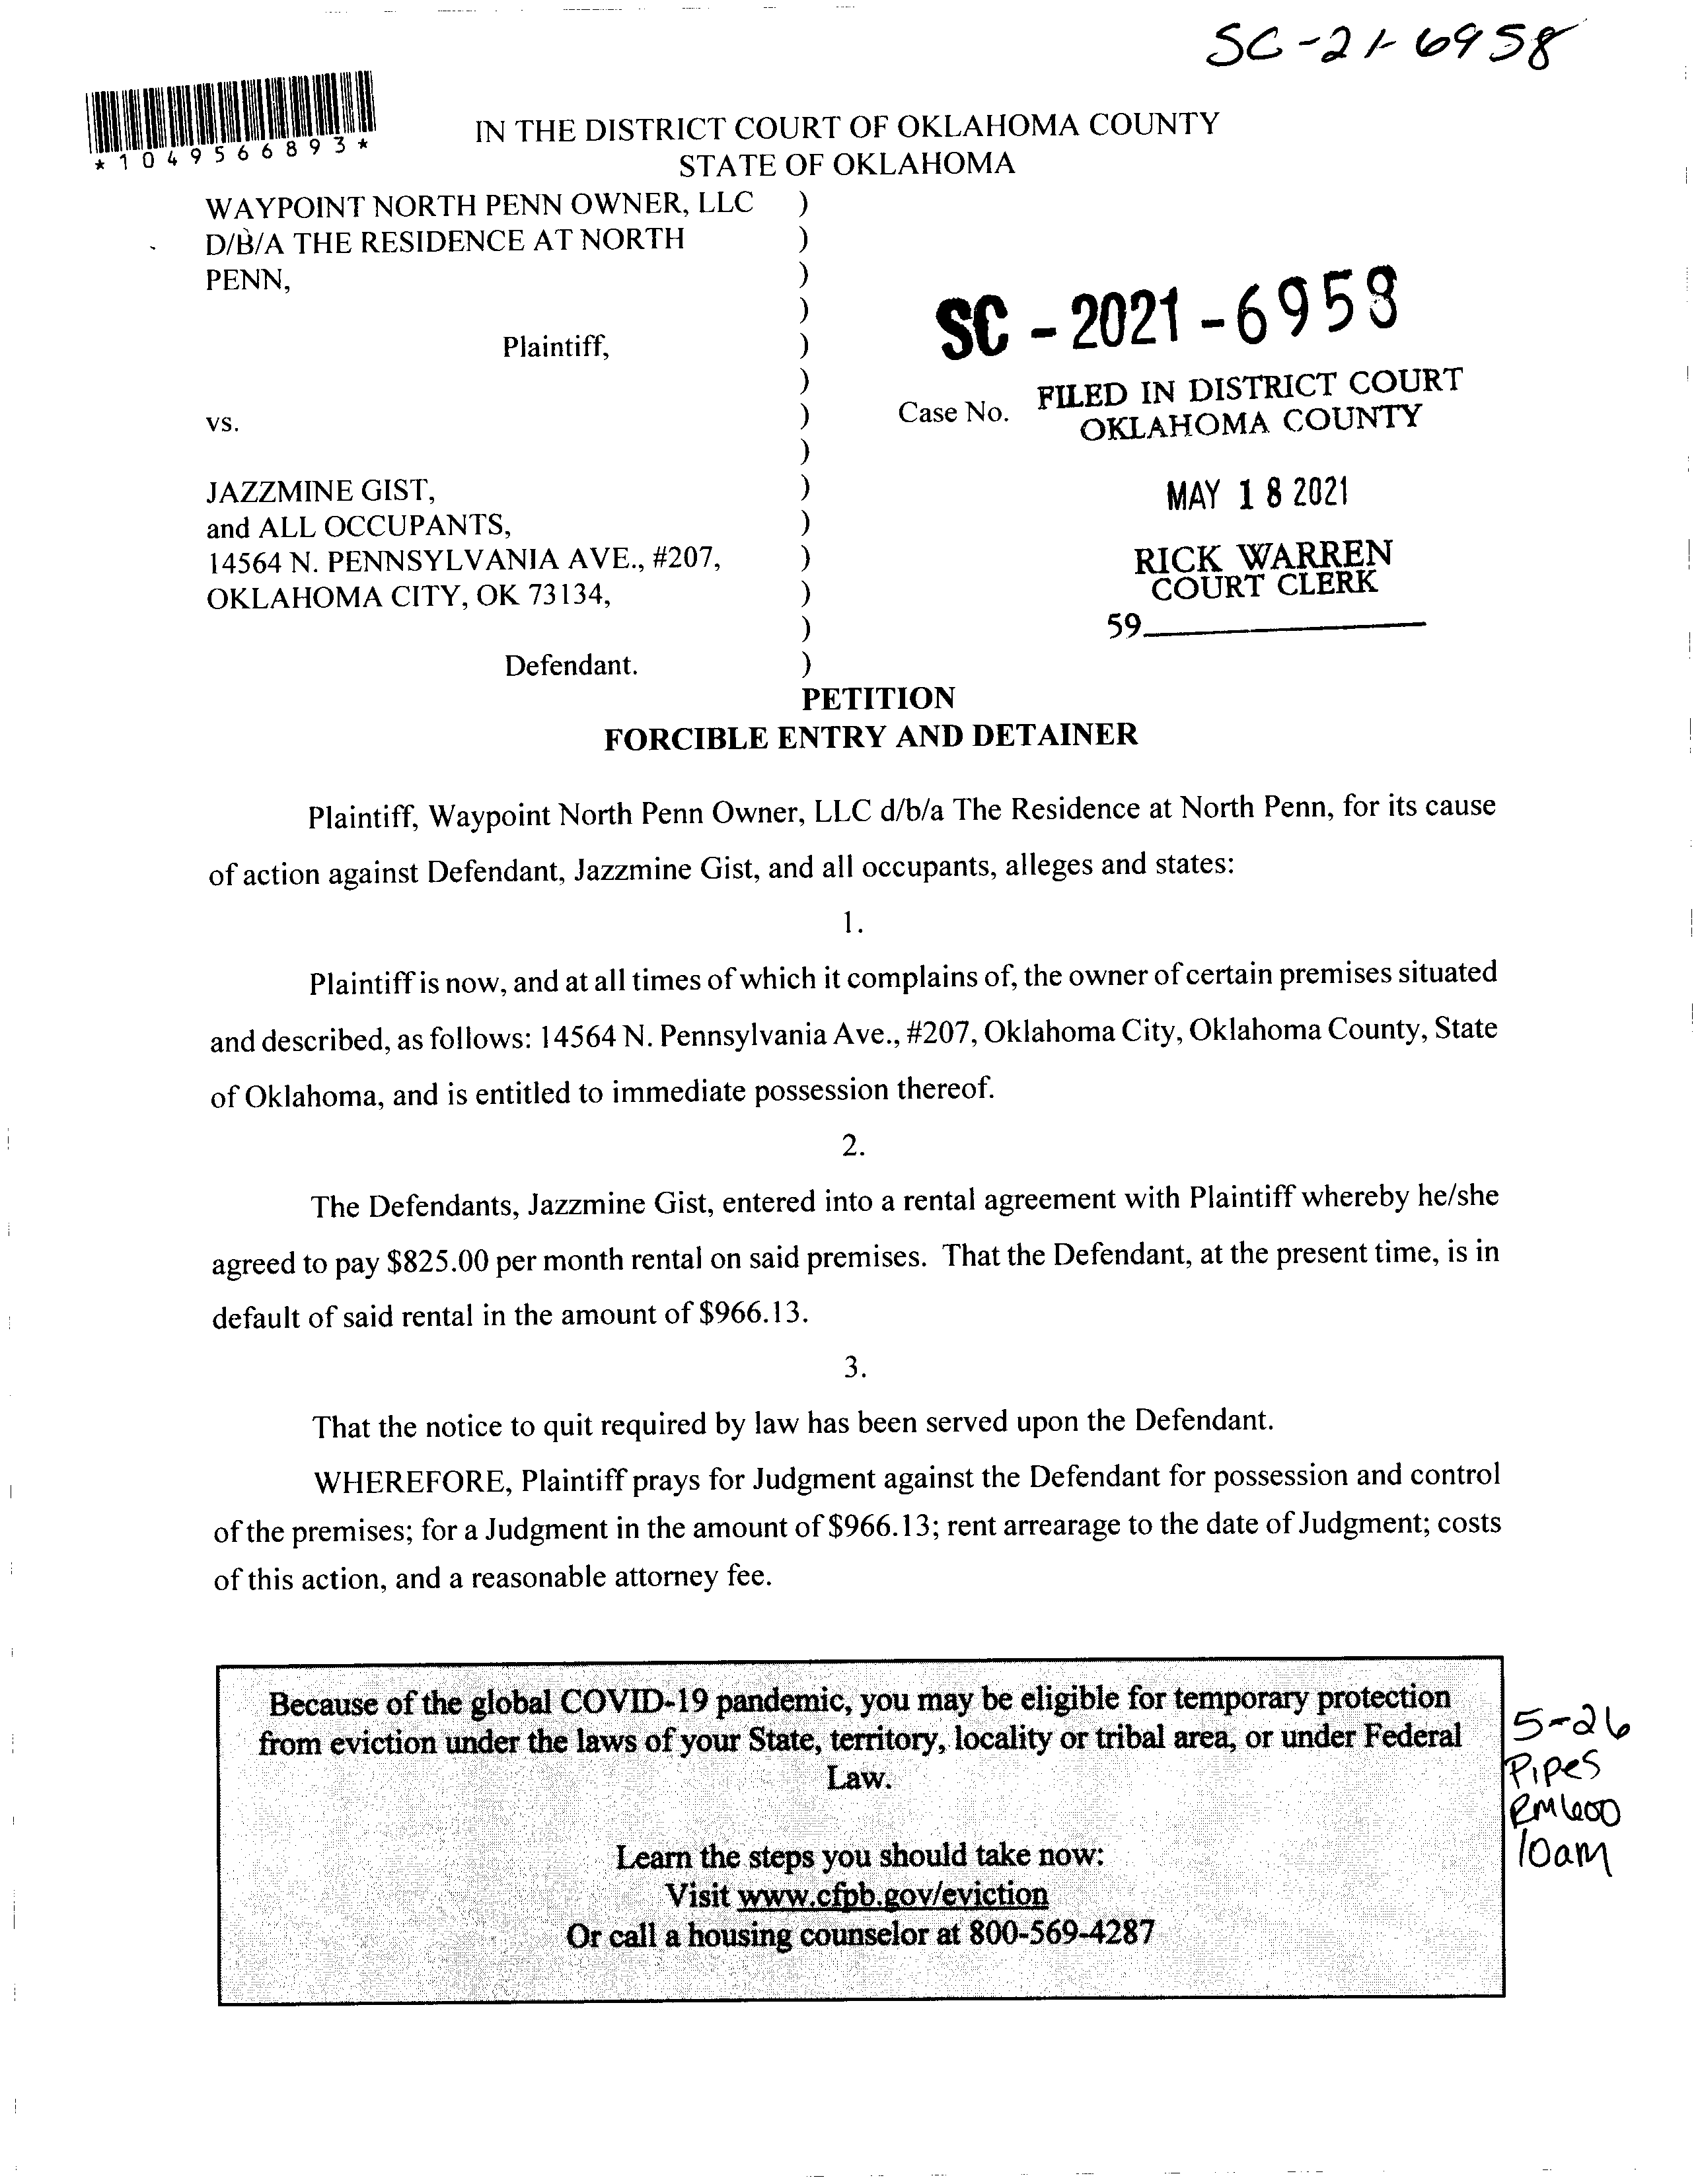 SC-21-6958
*1049566893*
IN THE DISTRICT COURT OF OKLAHOMA COUNTY
STATE OF OKLAHOMA
WAYPOINT NORTH PENN OWNER, LLC )
D/B/A THE RESIDENCE AT NORTH )
PENN, )
)
Plaintiff, )
)
vs. )
)
JAZZMINE GIST, )
and ALL OCCUPANTS, )
14564 N. PENNSYLVANIA AVE., #207, )
OKLAHOMA CITY, OK 73134, )
)
Defendant. )
SC - 2021 - 6958
Case No.
FILED IN DISTRICT COURT
OKLAHOMA COUNTY
MAY 18 2021
RICK WARREN
COURT CLERK
59
PETITION
FORCIBLE ENTRY AND DETAINER
Plaintiff, Waypoint North Penn Owner, LLC d/b/a The Residence at North Penn, for its cause
of action against Defendant, Jazzmine Gist, and all occupants, alleges and states:
1.
Plaintiff is now, and at all times of which it complains of, the owner of certain premises situated
and described, as follows: 14564 N. Pennsylvania Ave., #207, Oklahoma City, Oklahoma County, State
of Oklahoma, and is entitled to immediate possession thereof.
2.
The Defendants, Jazzmine Gist, entered into a rental agreement with Plaintiff whereby he/she
agreed to pay $825.00 per month rental on said premises. That the Defendant, at the present time, is in
default of said rental in the amount of $966.13.
3.
That the notice to quit required by law has been served upon the Defendant.
WHEREFORE, Plaintiff prays for Judgment against the Defendant for possession and control
of the premises; for a Judgment in the amount of $966.13; rent arrearage to the date of Judgment; costs
of this action, and a reasonable attorney fee.
Because of the global COVID-19 pandemic, you may be eligible for temporary protection
from eviction under the laws of your State, territory, locality or tribal area, or under Federal
Law.
Learn the steps you should take now:
Visit www.cfpb.gov/eviction
Or call a housing counselor at 800-569-4287
5-26
Pipes
RM600
10am